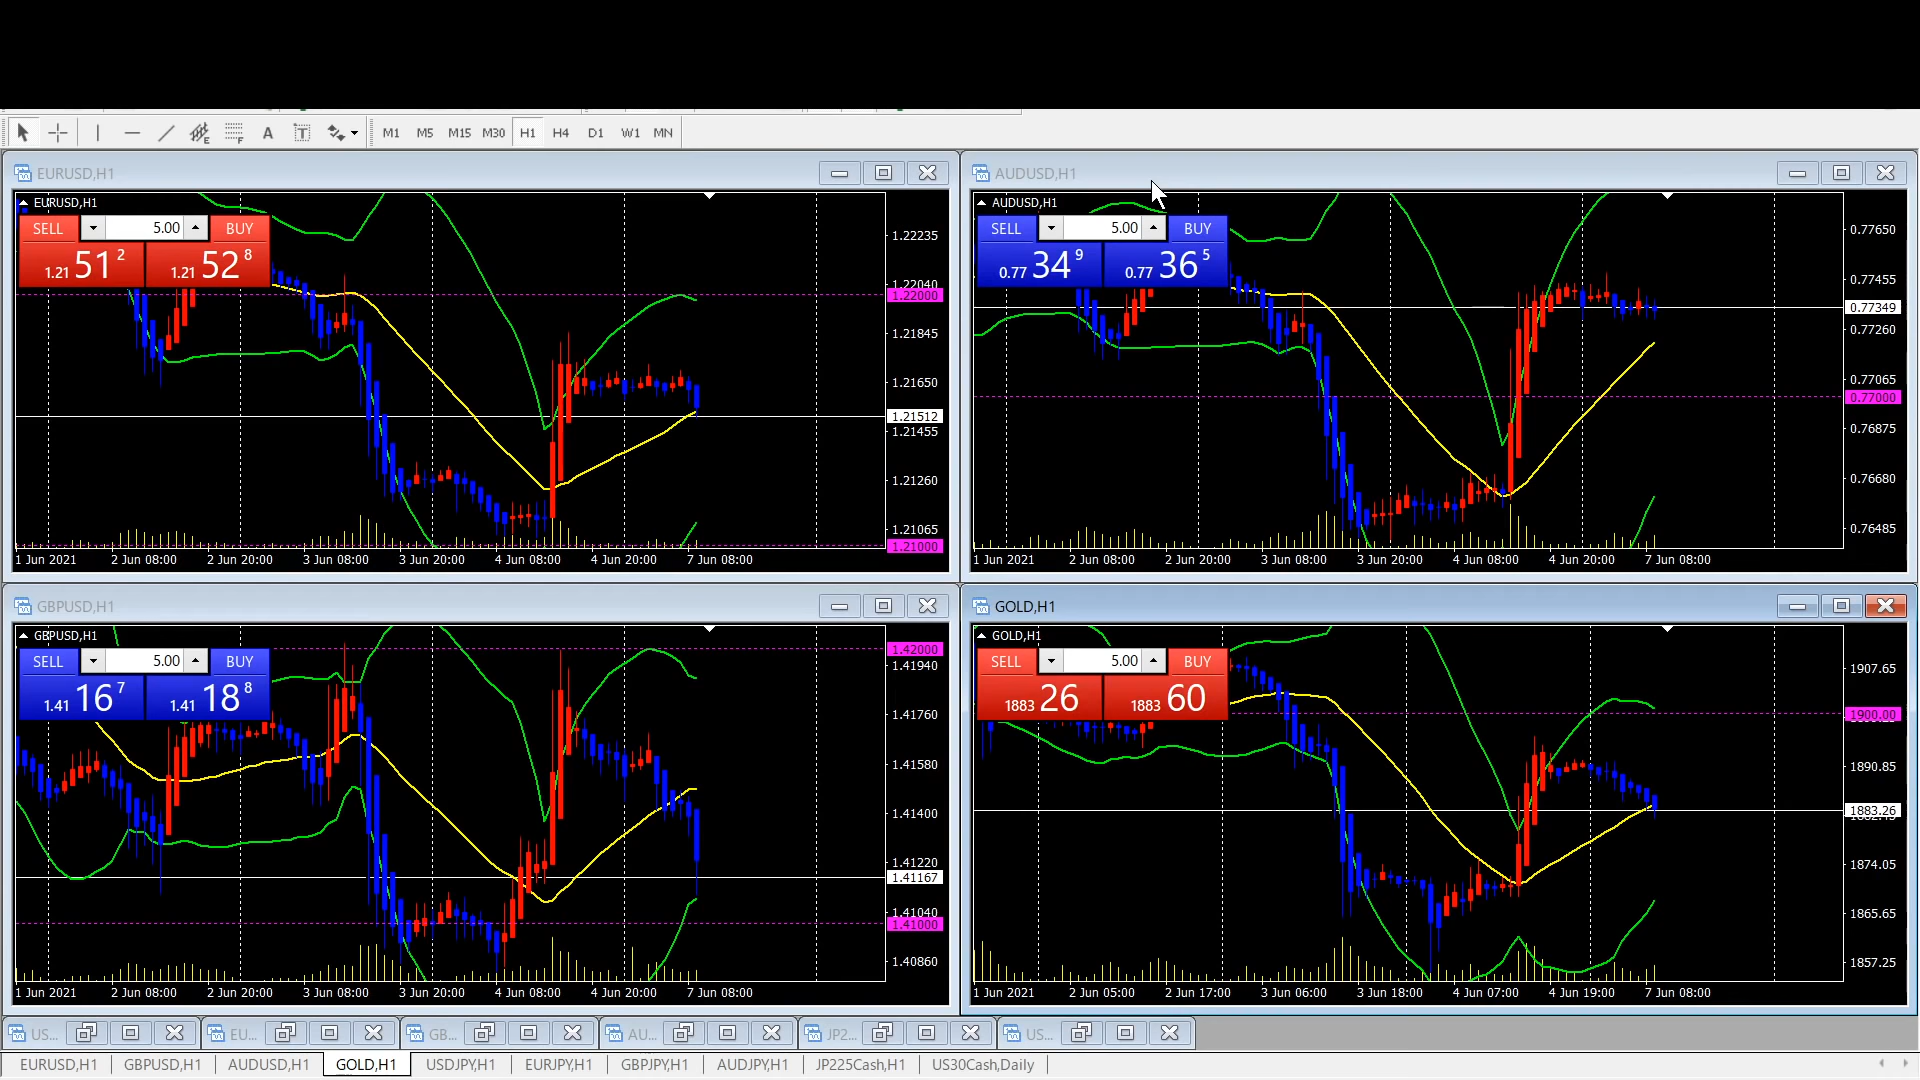 M1 M5 M15 M30 H1 H4 D1 W1 MN
EURUSD,H1
EURUSD,H1
SELL 5.00 BUY
1.21 51 2 1.21 52 8
1.22235
1.22040
1.22000
1.21845
1.21650
1.21512
1.21455
1.21260
1.21065
1.21000
1 Jun 2021 2 Jun 08:00 2 Jun 20:00 3 Jun 08:00 3 Jun 20:00 4 Jun 08:00 4 Jun 20:00 7 Jun 08:00
AUDUSD,H1
AUDUSD,H1
SELL 5.00 BUY
0.77 34 9 0.77 36 5
0.77650
0.77455
0.77349
0.77260
0.77065
0.77000
0.76875
0.76680
0.76485
1 Jun 2021 2 Jun 08:00 2 Jun 20:00 3 Jun 08:00 3 Jun 20:00 4 Jun 08:00 4 Jun 20:00 7 Jun 08:00
GBPUSD,H1
GBPUSD,H1
SELL 5.00 BUY
1.41 16 7 1.41 18 8
1.42000
1.41940
1.41760
1.41580
1.41400
1.41220
1.41167
1.41040
1.41000
1.40860
1 Jun 2021 2 Jun 08:00 2 Jun 20:00 3 Jun 08:00 3 Jun 20:00 4 Jun 08:00 4 Jun 20:00 7 Jun 08:00
GOLD,H1
GOLD,H1
SELL 5.00 BUY
1883 26 1883 60
1907.65
1900.00
1890.85
1883.26
1874.05
1865.65
1857.25
1 Jun 2021 2 Jun 05:00 2 Jun 17:00 3 Jun 06:00 3 Jun 18:00 4 Jun 07:00 4 Jun 19:00 7 Jun 08:00
US... EU... GB... AU... JP2... US...
EURUSD,H1 GBPUSD,H1 AUDUSD,H1 GOLD,H1 USDJPY,H1 EURJPY,H1 GBPJPY,H1 AUDJPY,H1 JP225Cash,H1 US30Cash,Daily